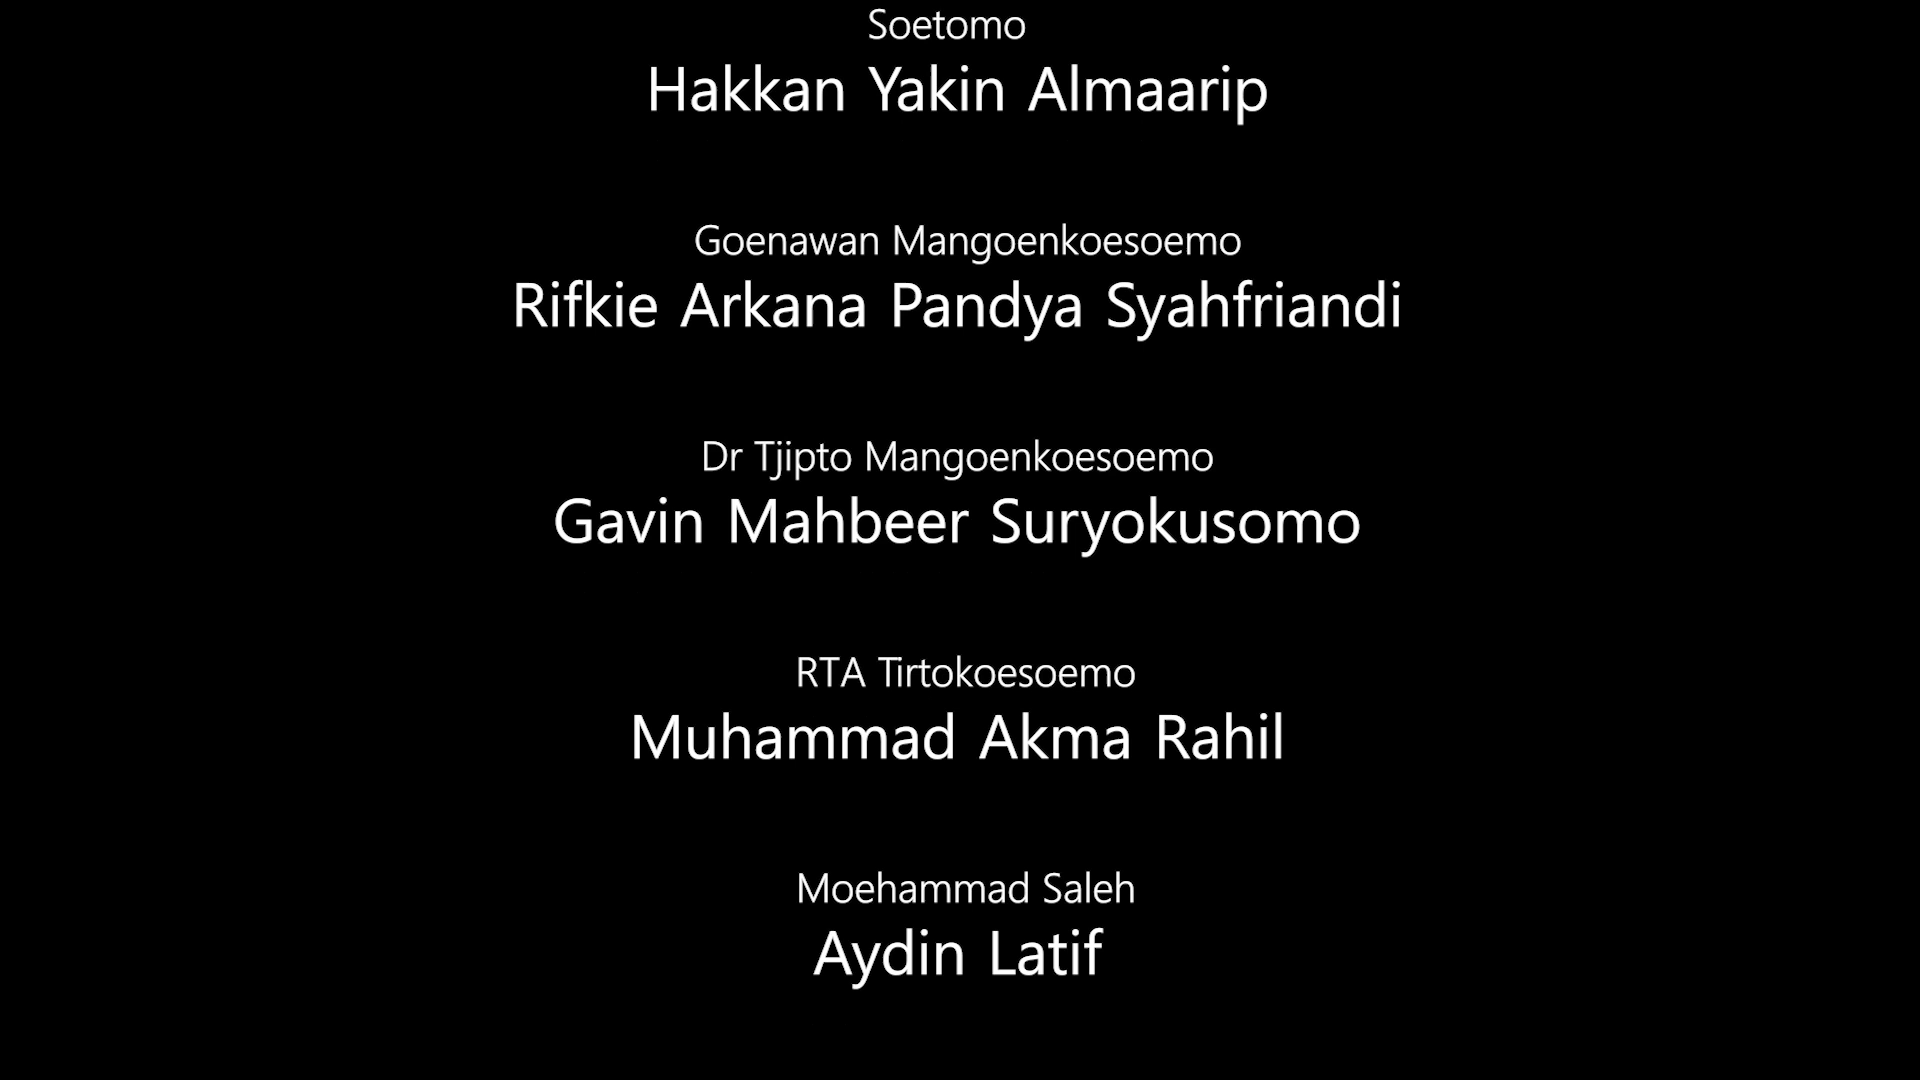 Soetomo
Hakkan Yakin Almaarip
Goenawan Mangoenkoesoemo
Rifkie Arkana Pandya Syahfriandi
Dr Tjipto Mangoenkoesoemo
Gavin Mahbeer Suryokusomo
RTA Tirtokoesoemo
Muhammad Akma Rahil
Moehammad Saleh
Aydin Latif